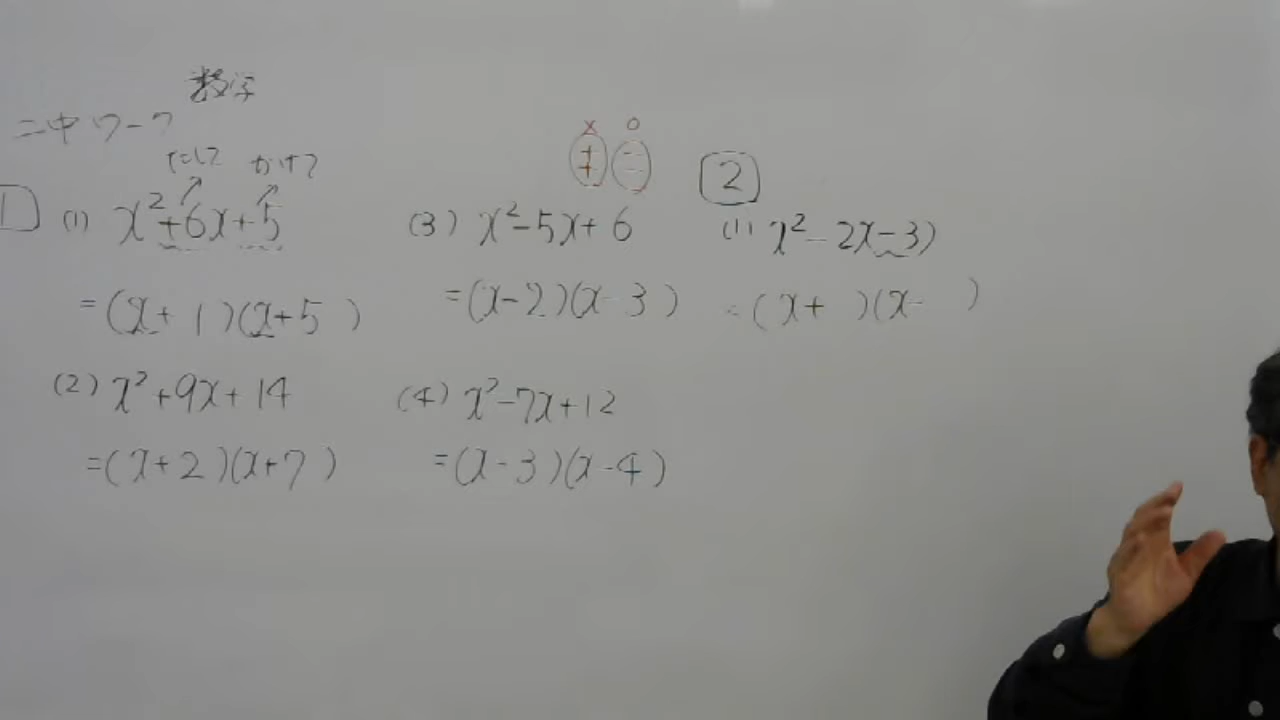 数学
二中ワーク
たして かけて
1 (1) x²+6x+5
=(x+1)(x+5)
(2) x²+9x+14
=(x+2)(x+7)
× ○
+ −
+ −
(3) x²-5x+6
=(x-2)(x-3)
(4) x²-7x+12
=(x-3)(x-4)
2
(1) x²-2x-3)
=(x+ )(x- )